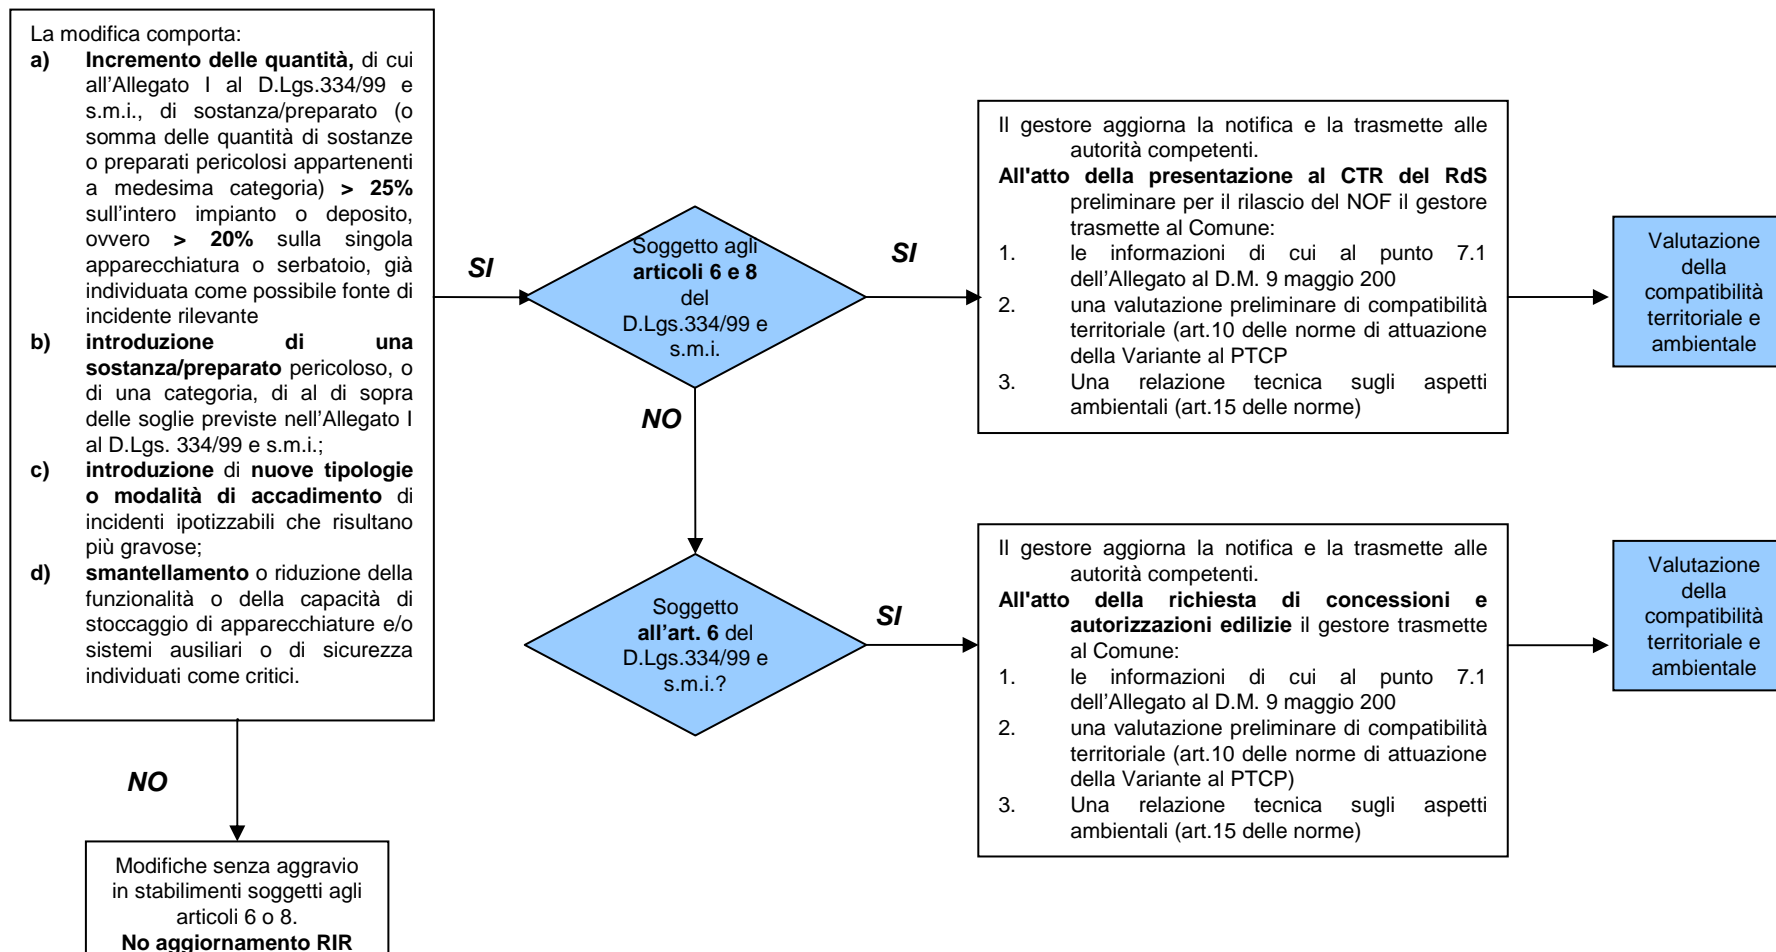 La modifica comporta:
a) Incremento delle quantità, di cui
all’Allegato I al D.Lgs.334/99 e
s.m.i., di sostanza/preparato (o
somma delle quantità di sostanze
o preparati pericolosi appartenenti
a medesima categoria) > 25%
sull’intero impianto o deposito,
ovvero > 20% sulla singola
apparecchiatura o serbatoio, già
individuata come possibile fonte di
incidente rilevante
b) introduzione di una
sostanza/preparato pericoloso, o
di una categoria, di al di sopra
delle soglie previste nell’Allegato I
al D.Lgs. 334/99 e s.m.i.;
c) introduzione di nuove tipologie
o modalità di accadimento di
incidenti ipotizzabili che risultano
più gravose;
d) smantellamento o riduzione della
funzionalità o della capacità di
stoccaggio di apparecchiature e/o
sistemi ausiliari o di sicurezza
individuati come critici.
NO
Modifiche senza aggravio
in stabilimenti soggetti agli
articoli 6 o 8.
No aggiornamento RIR
SI
Soggetto agli
articoli 6 e 8
del
D.Lgs.334/99 e
s.m.i.
SI
Il gestore aggiorna la notifica e la trasmette alle
autorità competenti.
All'atto della presentazione al CTR del RdS
preliminare per il rilascio del NOF il gestore
trasmette al Comune:
1. le informazioni di cui al punto 7.1
dell’Allegato al D.M. 9 maggio 200
2. una valutazione preliminare di compatibilità
territoriale (art.10 delle norme di attuazione
della Variante al PTCP
3. Una relazione tecnica sugli aspetti
ambientali (art.15 delle norme)
Valutazione
della
compatibilità
territoriale e
ambientale
NO
Soggetto
all’art. 6 del
D.Lgs.334/99 e
s.m.i.?
SI
Il gestore aggiorna la notifica e la trasmette alle
autorità competenti.
All'atto della richiesta di concessioni e
autorizzazioni edilizie il gestore trasmette
al Comune:
1. le informazioni di cui al punto 7.1
dell’Allegato al D.M. 9 maggio 200
2. una valutazione preliminare di compatibilità
territoriale (art.10 delle norme di attuazione
della Variante al PTCP)
3. Una relazione tecnica sugli aspetti
ambientali (art.15 delle norme)
Valutazione
della
compatibilità
territoriale e
ambientale